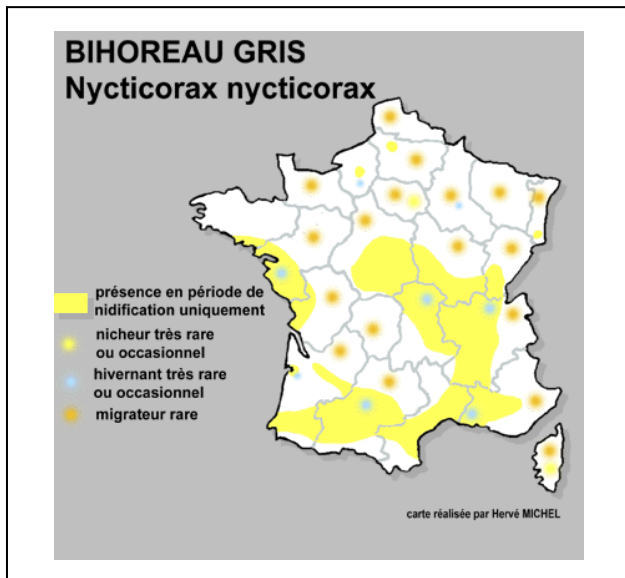 BIHOREAU GRIS
Nycticorax nycticorax
présence en période de
nidification uniquement
nicheur très rare
ou occasionnel
hivernant très rare
ou occasionnel
migrateur rare
carte réalisée par Hervé MICHEL